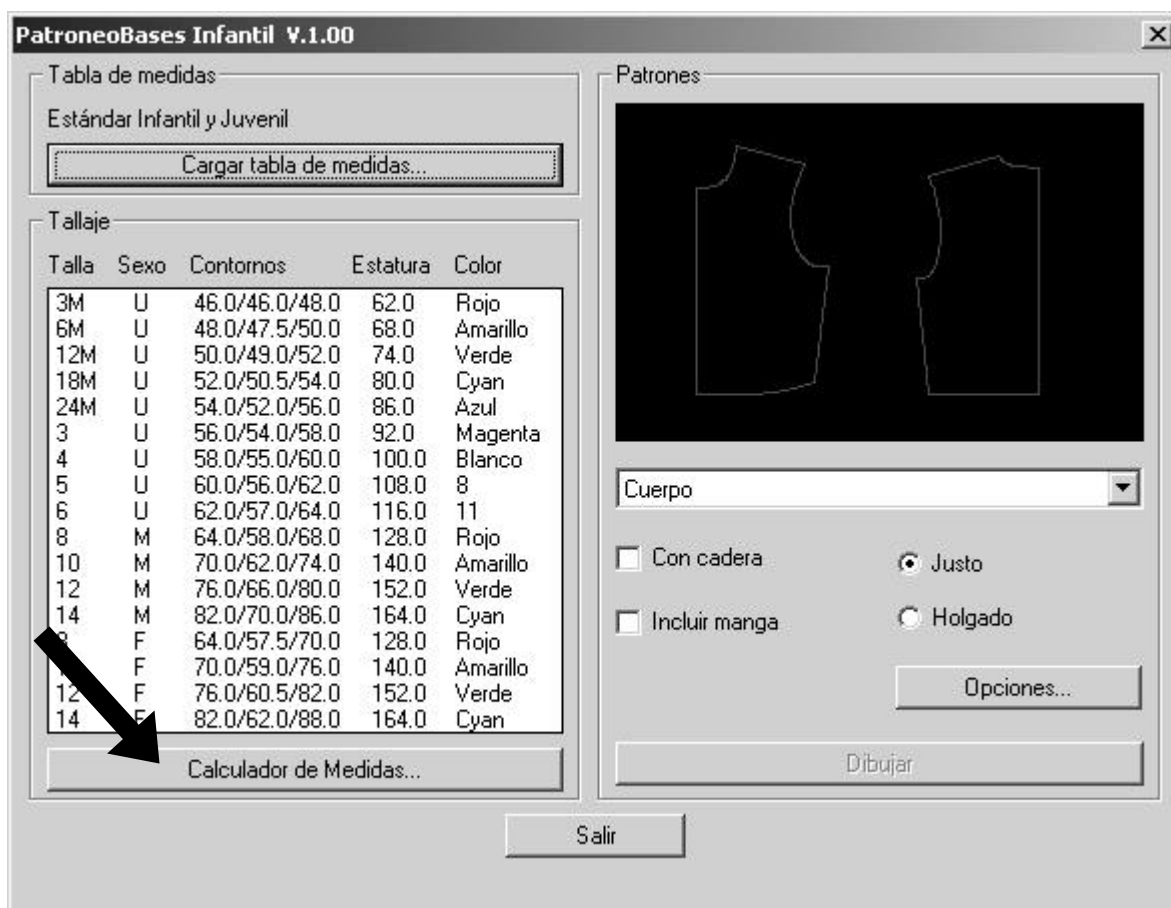 PatroneoBases Infantil V.1.00
Tabla de medidas
Estándar Infantil y Juvenil
Cargar tabla de medidas...
Tallaje
Talla Sexo Contornos Estatura Color
3M U 46.0/46.0/48.0 62.0 Rojo
6M U 48.0/47.5/50.0 68.0 Amarillo
12M U 50.0/49.0/52.0 74.0 Verde
18M U 52.0/50.5/54.0 80.0 Cyan
24M U 54.0/52.0/56.0 86.0 Azul
3 U 56.0/54.0/58.0 92.0 Magenta
4 U 58.0/55.0/60.0 100.0 Blanco
5 U 60.0/56.0/62.0 108.0 8
6 U 62.0/57.0/64.0 116.0 11
8 M 64.0/58.0/68.0 128.0 Rojo
10 M 70.0/62.0/74.0 140.0 Amarillo
12 M 76.0/66.0/80.0 152.0 Verde
14 M 82.0/70.0/86.0 164.0 Cyan
F 64.0/57.5/70.0 128.0 Rojo
F 70.0/59.0/76.0 140.0 Amarillo
12 F 76.0/60.5/82.0 152.0 Verde
14 82.0/62.0/88.0 164.0 Cyan
Calculador de Medidas...
Patrones
Cuerpo
Con cadera
Justo
Incluir manga
Holgado
Opciones...
Dibujar
Salir